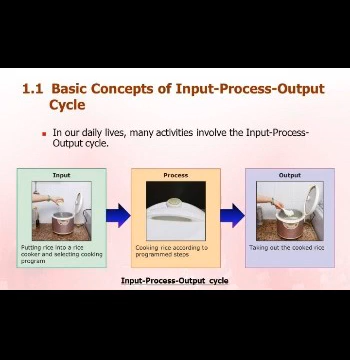 1.1 Basic Concepts of Input-Process-Output
Cycle
In our daily lives, many activities involve the Input-Process-
Output cycle.
Input
Process
Output
Putting rice into a rice
cooker and selecting cooking
program
Cooking rice according to
programmed steps
Taking out the cooked rice
Input-Process-Output cycle